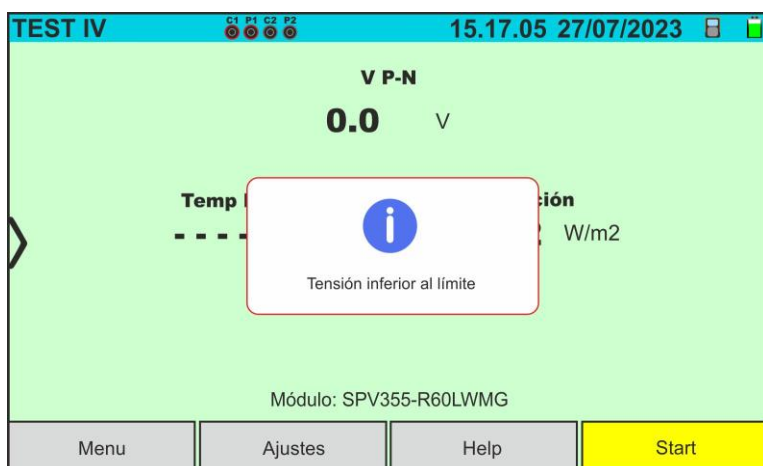 TEST IV C1 P1 C2 P2 15.17.05 27/07/2023
V P-N
0.0 V
Temp
- - - - W/m2
Tensión inferior al límite
Módulo: SPV355-R60LWMG
Menu Ajustes Help Start